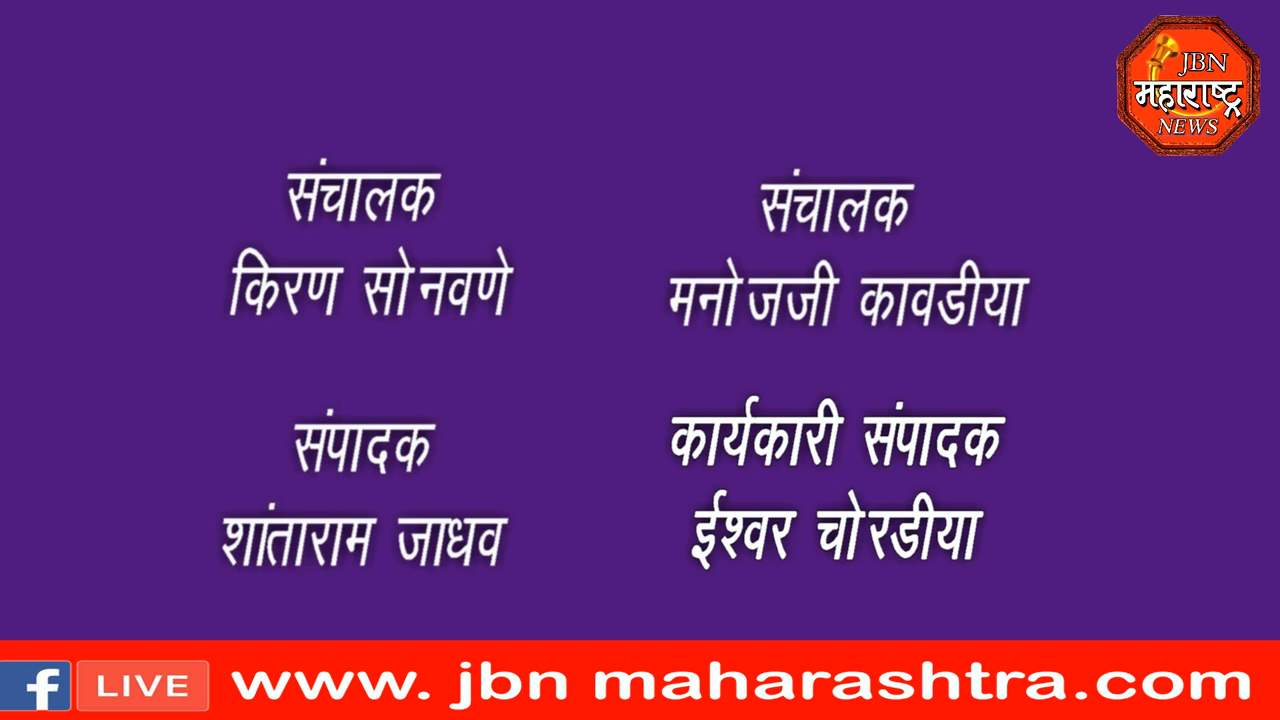 JBN
महाराष्ट्र
NEWS
संचालक
किरण सोनवणे
संचालक
मनोजजी कावडीया
संपादक
शांताराम जाधव
कार्यकारी संपादक
ईश्वर चोरडीया
f LIVE www. jbn maharashtra.com